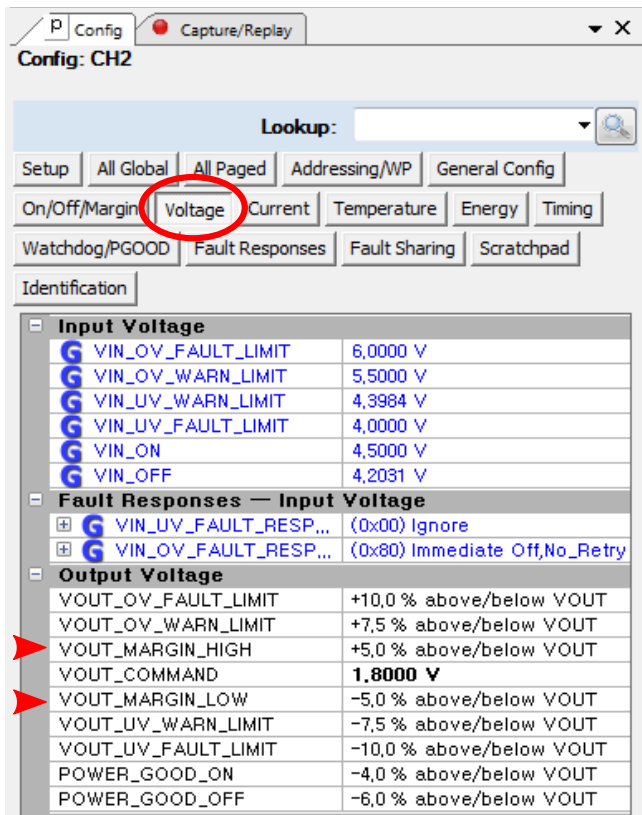 p Config Capture/Replay
Config: CH2
Lookup:
Setup All Global All Paged Addressing/WP General Config
On/Off/Margin Voltage Current Temperature Energy Timing
Watchdog/PGOOD Fault Responses Fault Sharing Scratchpad
Identification
Input Voltage
G VIN_OV_FAULT_LIMIT 6,0000 V
G VIN_OV_WARN_LIMIT 5,5000 V
G VIN_UV_WARN_LIMIT 4,3984 V
G VIN_UV_FAULT_LIMIT 4,0000 V
G VIN_ON 4,5000 V
G VIN_OFF 4,2031 V
Fault Responses — Input Voltage
G VIN_UV_FAULT_RESP... (0x00) Ignore
G VIN_OV_FAULT_RESP... (0x80) Immediate Off,No_Retry
Output Voltage
VOUT_OV_FAULT_LIMIT +10,0 % above/below VOUT
VOUT_OV_WARN_LIMIT +7,5 % above/below VOUT
VOUT_MARGIN_HIGH +5,0 % above/below VOUT
VOUT_COMMAND 1,8000 V
VOUT_MARGIN_LOW -5,0 % above/below VOUT
VOUT_UV_WARN_LIMIT -7,5 % above/below VOUT
VOUT_UV_FAULT_LIMIT -10,0 % above/below VOUT
POWER_GOOD_ON -4,0 % above/below VOUT
POWER_GOOD_OFF -6,0 % above/below VOUT